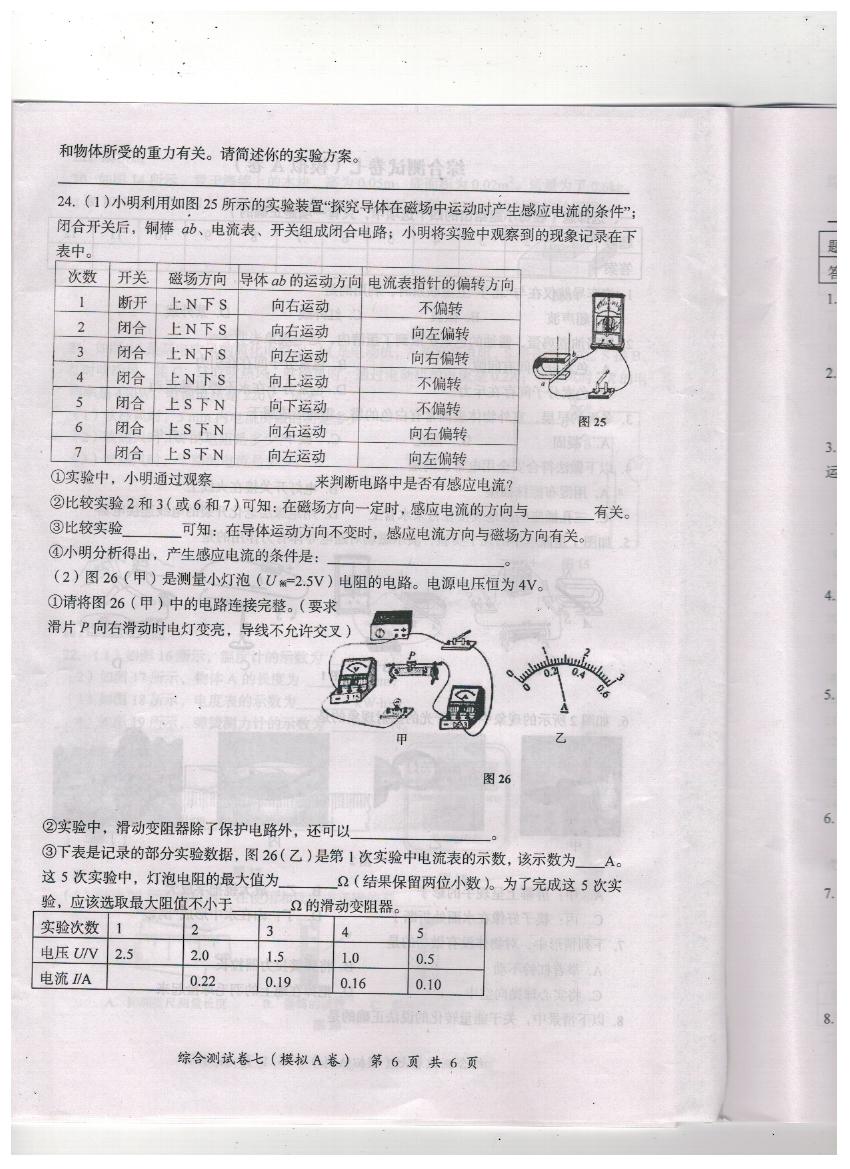 和物体所受的重力有关。请简述你的实验方案。
24.(1)小明利用如图 25 所示的实验装置“探究导体在磁场中运动时产生感应电流的条件”;
闭合开关后，铜棒 ab、电流表、开关组成闭合电路；小明将实验中观察到的现象记录在下
表中。
次数 开关 磁场方向 导体 ab 的运动方向 电流表指针的偏转方向
1 断开 上 N 下 S 向右运动 不偏转
2 闭合 上 N 下 S 向右运动 向左偏转
3 闭合 上 N 下 S 向左运动 向右偏转
4 闭合 上 N 下 S 向上运动 不偏转
5 闭合 上 S 下 N 向下运动 不偏转
6 闭合 上 S 下 N 向右运动 向右偏转
7 闭合 上 S 下 N 向左运动 向左偏转
a
图 25
①实验中，小明通过观察________来判断电路中是否有感应电流？
②比较实验 2 和 3（或 6 和 7）可知：在磁场方向一定时，感应电流的方向与________有关。
③比较实验________可知：在导体运动方向不变时，感应电流方向与磁场方向有关。
④小明分析得出，产生感应电流的条件是：________。
（2）图 26（甲）是测量小灯泡（U额=2.5V）电阻的电路。电源电压恒为 4V。
①请将图 26（甲）中的电路连接完整。（要求
滑片 P 向右滑动时电灯变亮，导线不允许交叉）
P
甲
0 1 2 3
0 0.2 0.4 0.6
A
乙
图 26
②实验中，滑动变阻器除了保护电路外，还可以________。
③下表是记录的部分实验数据，图 26（乙）是第 1 次实验中电流表的示数，该示数为____A。
这 5 次实验中，灯泡电阻的最大值为______Ω（结果保留两位小数）。为了完成这 5 次实
验，应该选取最大阻值不小于______Ω 的滑动变阻器。
实验次数 1 2 3 4 5
电压 U/V 2.5 2.0 1.5 1.0 0.5
电流 I/A 0.22 0.19 0.16 0.10
综合测试卷七（模拟 A 卷） 第 6 页 共 6 页
题
答
1.
2.
3.
运
4.
5.
6.
7.
8.